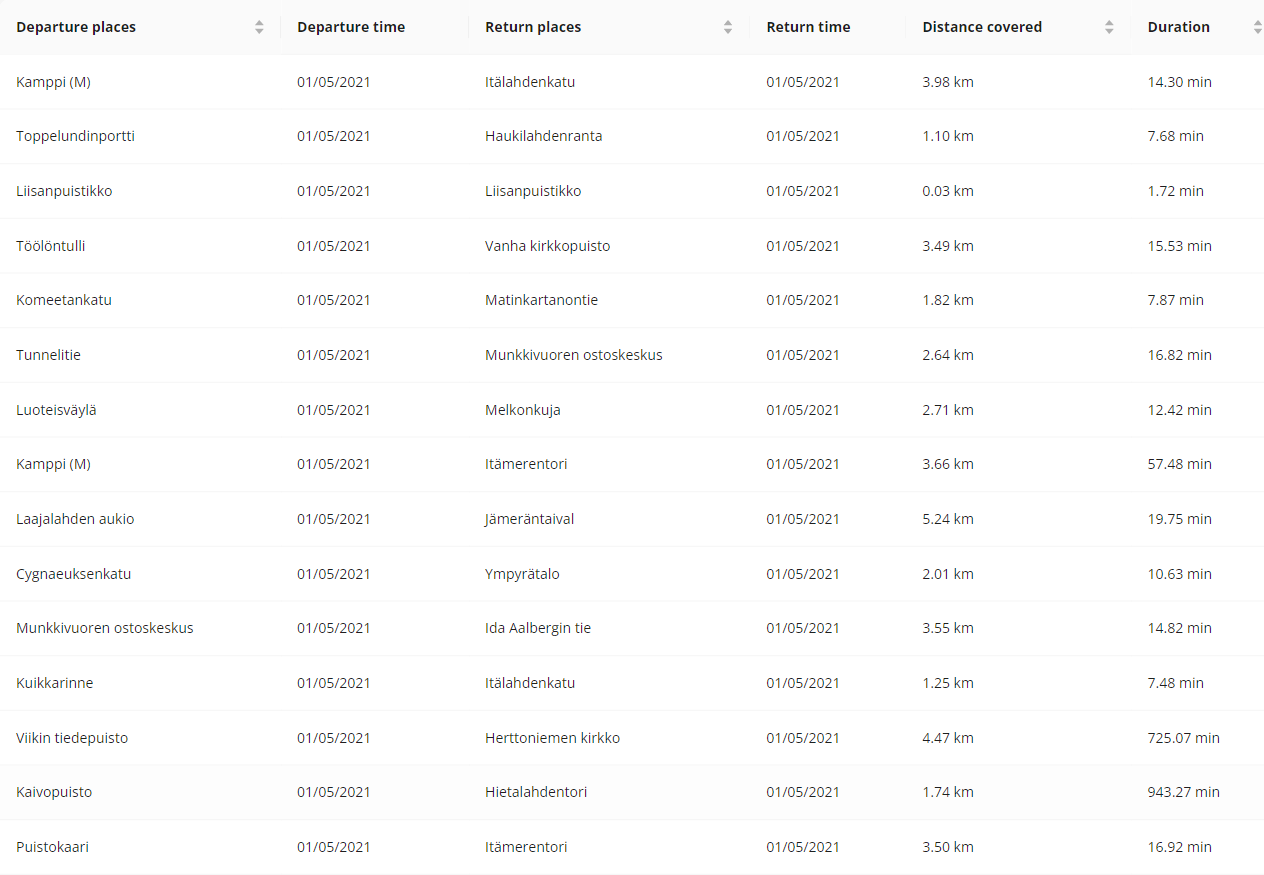 Departure places Departure time Return places Return time Distance covered Duration
Kamppi (M) 01/05/2021 Itälahdenkatu 01/05/2021 3.98 km 14.30 min
Toppelundinportti 01/05/2021 Haukilahdenranta 01/05/2021 1.10 km 7.68 min
Liisanpuistikko 01/05/2021 Liisanpuistikko 01/05/2021 0.03 km 1.72 min
Töölöntulli 01/05/2021 Vanha kirkkopuisto 01/05/2021 3.49 km 15.53 min
Komeetankatu 01/05/2021 Matinkartanontie 01/05/2021 1.82 km 7.87 min
Tunnelitie 01/05/2021 Munkkivuoren ostoskeskus 01/05/2021 2.64 km 16.82 min
Luoteisväylä 01/05/2021 Melkonkuja 01/05/2021 2.71 km 12.42 min
Kamppi (M) 01/05/2021 Itämerentori 01/05/2021 3.66 km 57.48 min
Laajalahden aukio 01/05/2021 Jämeräntaival 01/05/2021 5.24 km 19.75 min
Cygnaeuksenkatu 01/05/2021 Ympyrätalo 01/05/2021 2.01 km 10.63 min
Munkkivuoren ostoskeskus 01/05/2021 Ida Aalbergin tie 01/05/2021 3.55 km 14.82 min
Kuikkarinne 01/05/2021 Itälahdenkatu 01/05/2021 1.25 km 7.48 min
Viikin tiedepuisto 01/05/2021 Herttoniemen kirkko 01/05/2021 4.47 km 725.07 min
Kaivopuisto 01/05/2021 Hietalahdentori 01/05/2021 1.74 km 943.27 min
Puistokaari 01/05/2021 Itämerentori 01/05/2021 3.50 km 16.92 min